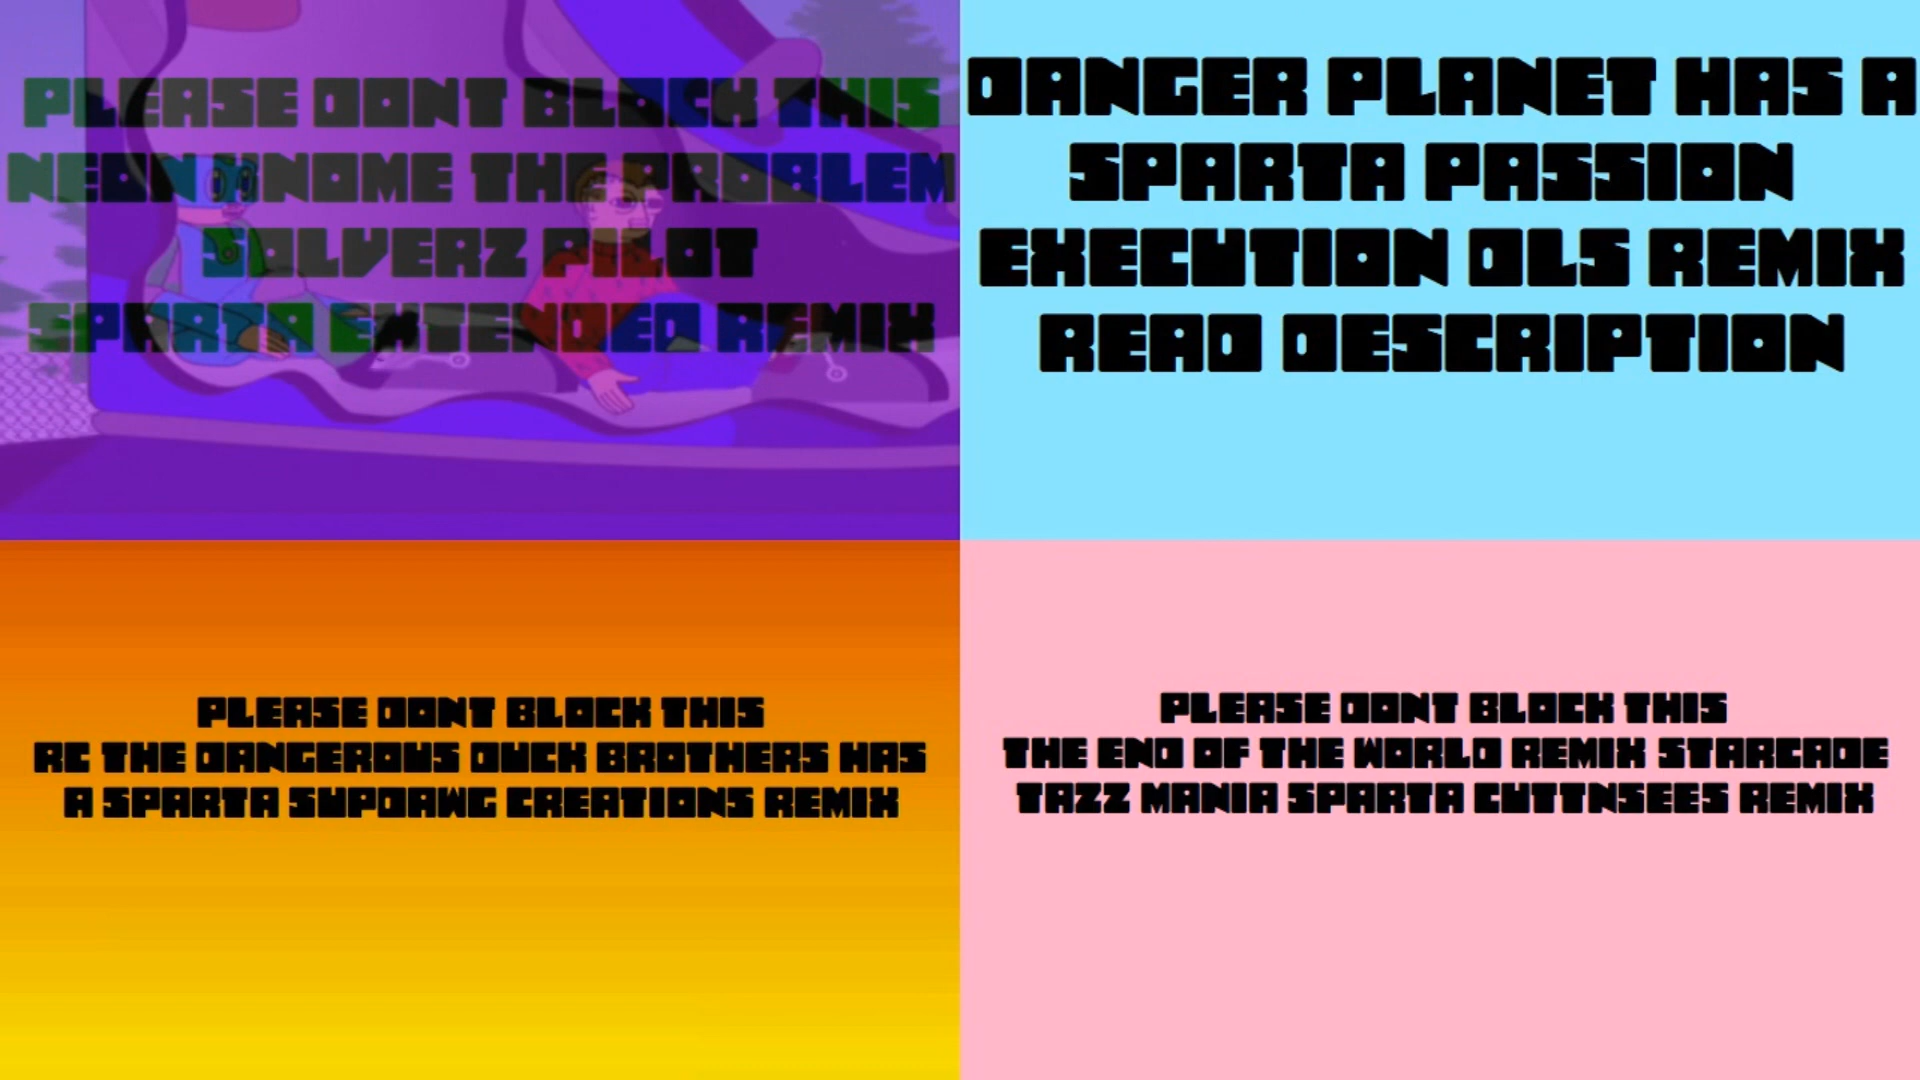 PLEASE DONT BLOCK THIS
NEON GNOME THE PROBLEM
SOLVERZ PILOT
SPARTA EXTENDED REMIX
DANGER PLANET HAS A
SPARTA PASSION
EXECUTION DLS REMIX
READ DESCRIPTION
PLEASE DONT BLOCK THIS
RC THE DANGEROUS DUCK BROTHERS HAS
A SPARTA SUPDAWG CREATIONS REMIX
PLEASE DONT BLOCK THIS
THE END OF THE WORLD REMIX STARCADE
TAZZ MANIA SPARTA CUTTNSEES REMIX